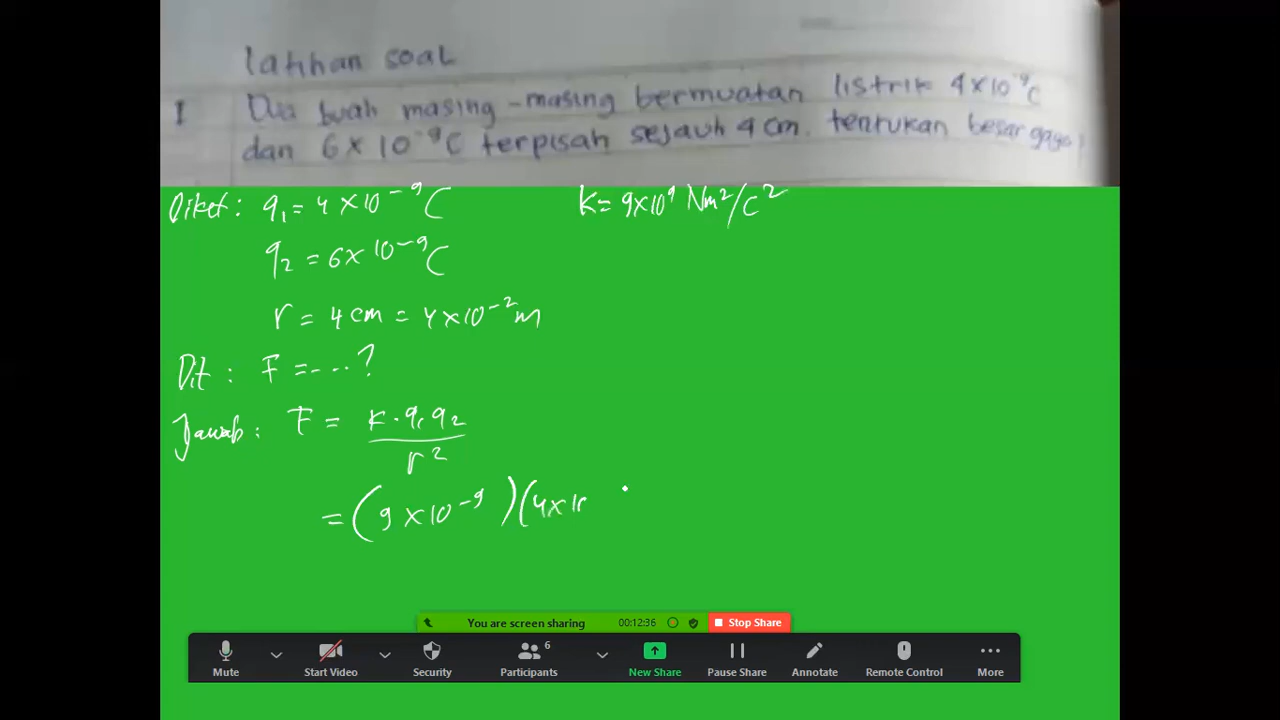 latihan soal
1 Dua buah masing-masing bermuatan listrik 4 x 10⁻⁹ C
dan 6 x 10⁻⁹ C terpisah sejauh 4 cm. tentukan besar gaya
Diket : q₁ = 4 x 10⁻⁹ C
K = 9x10⁹ Nm²/C²
q₂ = 6 x 10⁻⁹ C
r = 4 cm = 4 x 10⁻² m
Dit : F = ... ?
Jawab : F = K . q₁ q₂ / r²
= (9 x 10⁻⁹) (4 x 10
You are screen sharing 00:12:36 Stop Share
6
Mute Start Video Security Participants New Share Pause Share Annotate Remote Control More